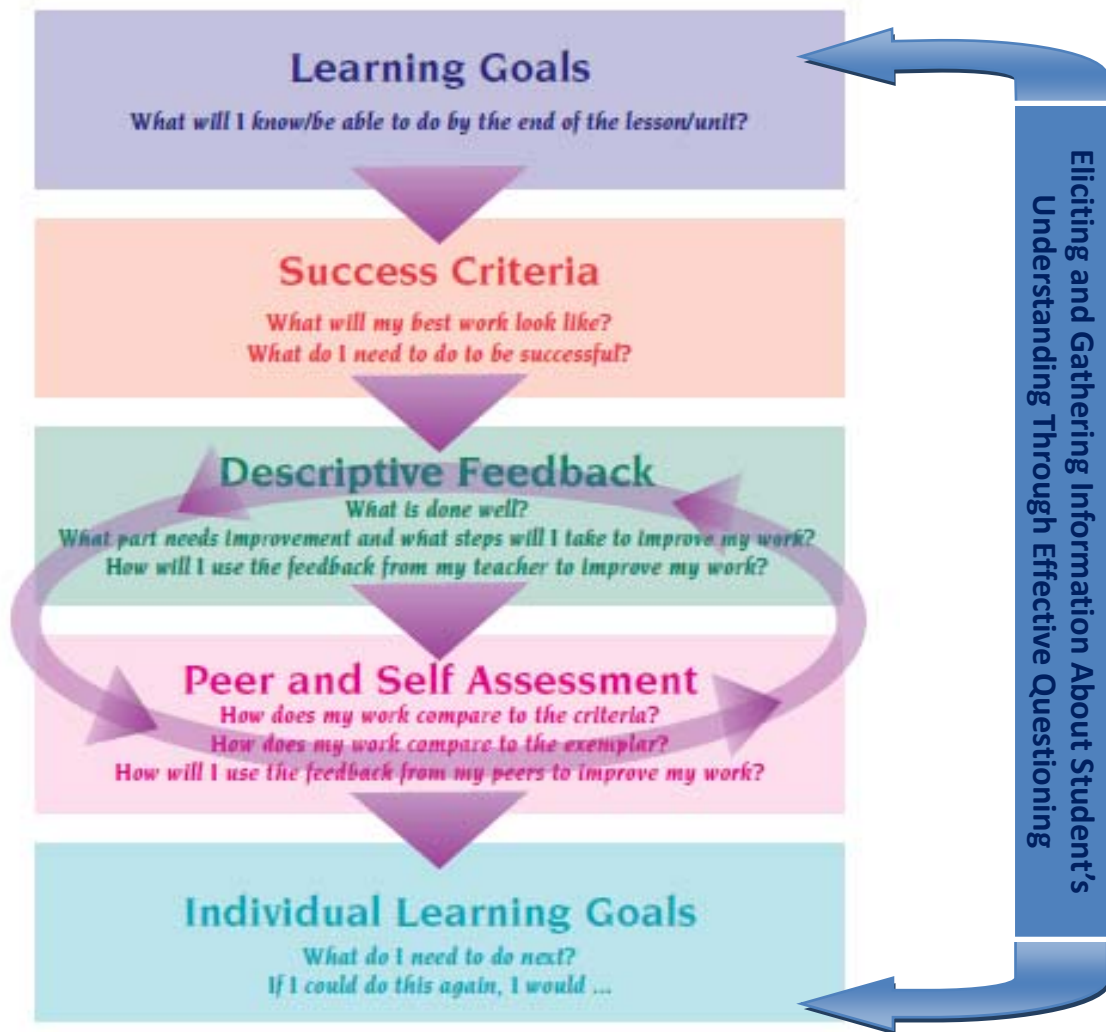 Learning Goals
What will I know/be able to do by the end of the lesson/unit?
Success Criteria
What will my best work look like?
What do I need to do to be successful?
Descriptive Feedback
What is done well?
What part needs improvement and what steps will I take to improve my work?
How will I use the feedback from my teacher to improve my work?
Peer and Self Assessment
How does my work compare to the criteria?
How does my work compare to the exemplar?
How will I use the feedback from my peers to improve my work?
Individual Learning Goals
What do I need to do next?
If I could do this again, I would ...
Eliciting and Gathering Information About Student's
Understanding Through Effective Questioning